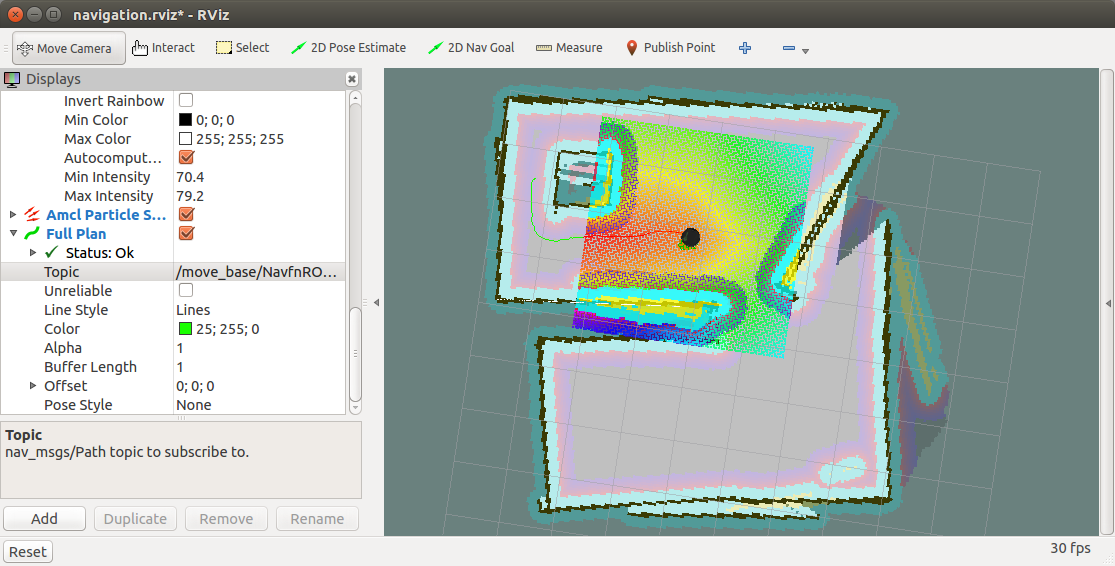 navigation.rviz* - RViz
Move Camera Interact Select 2D Pose Estimate 2D Nav Goal Measure Publish Point
Displays
Invert Rainbow
Min Color 0; 0; 0
Max Color 255; 255; 255
Autocomput...
Min Intensity 70.4
Max Intensity 79.2
Amcl Particle S...
Full Plan
Status: Ok
Topic /move_base/NavfnRO...
Unreliable
Line Style Lines
Color 25; 255; 0
Alpha 1
Buffer Length 1
Offset 0; 0; 0
Pose Style None
Topic
nav_msgs/Path topic to subscribe to.
Add Duplicate Remove Rename
Reset 30 fps